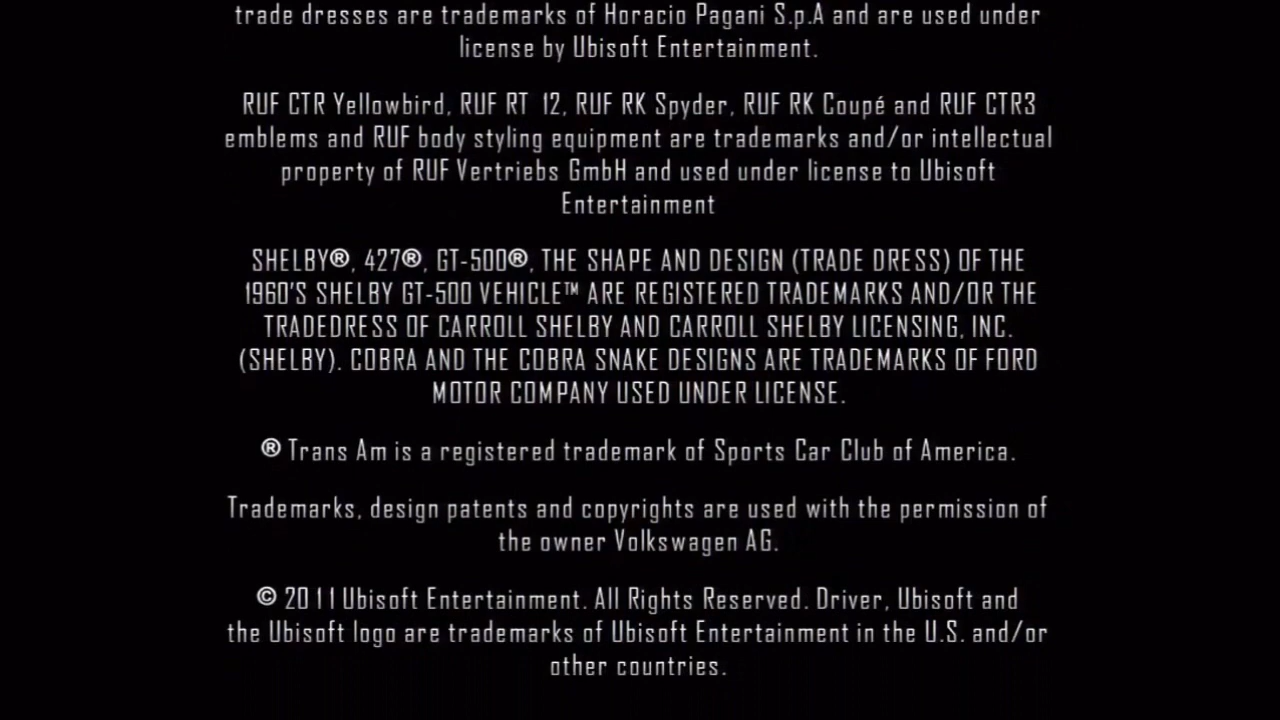 trade dresses are trademarks of Horacio Pagani S.p.A and are used under
license by Ubisoft Entertainment.
RUF CTR Yellowbird, RUF RT 12, RUF RK Spyder, RUF RK Coupé and RUF CTR3
emblems and RUF body styling equipment are trademarks and/or intellectual
property of RUF Vertriebs GmbH and used under license to Ubisoft
Entertainment
SHELBY®, 427®, GT-500®, THE SHAPE AND DESIGN (TRADE DRESS) OF THE
1960'S SHELBY GT-500 VEHICLE™ ARE REGISTERED TRADEMARKS AND/OR THE
TRADEDRESS OF CARROLL SHELBY AND CARROLL SHELBY LICENSING, INC.
(SHELBY). COBRA AND THE COBRA SNAKE DESIGNS ARE TRADEMARKS OF FORD
MOTOR COMPANY USED UNDER LICENSE.
® Trans Am is a registered trademark of Sports Car Club of America.
Trademarks, design patents and copyrights are used with the permission of
the owner Volkswagen AG.
© 2011 Ubisoft Entertainment. All Rights Reserved. Driver, Ubisoft and
the Ubisoft logo are trademarks of Ubisoft Entertainment in the U.S. and/or
other countries.